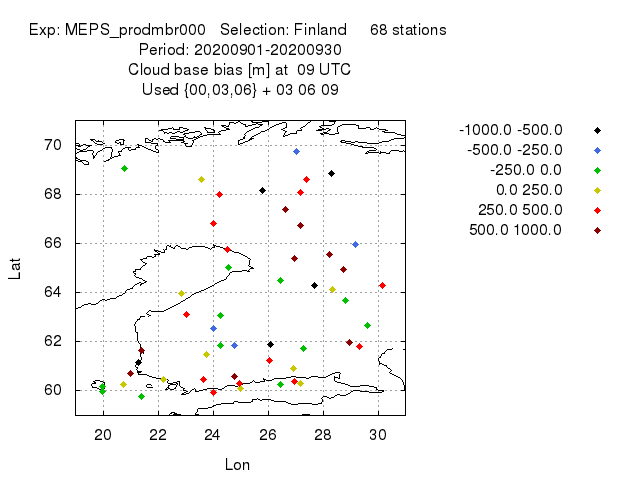 Exp: MEPS_prodmbr000 Selection: Finland 68 stations
Period: 20200901-20200930
Cloud base bias [m] at 09 UTC
Used {00,03,06} + 03 06 09
-1000.0 -500.0
-500.0 -250.0
-250.0 0.0
0.0 250.0
250.0 500.0
500.0 1000.0
70
68
66
64
62
60
Lat
20 22 24 26 28 30
Lon